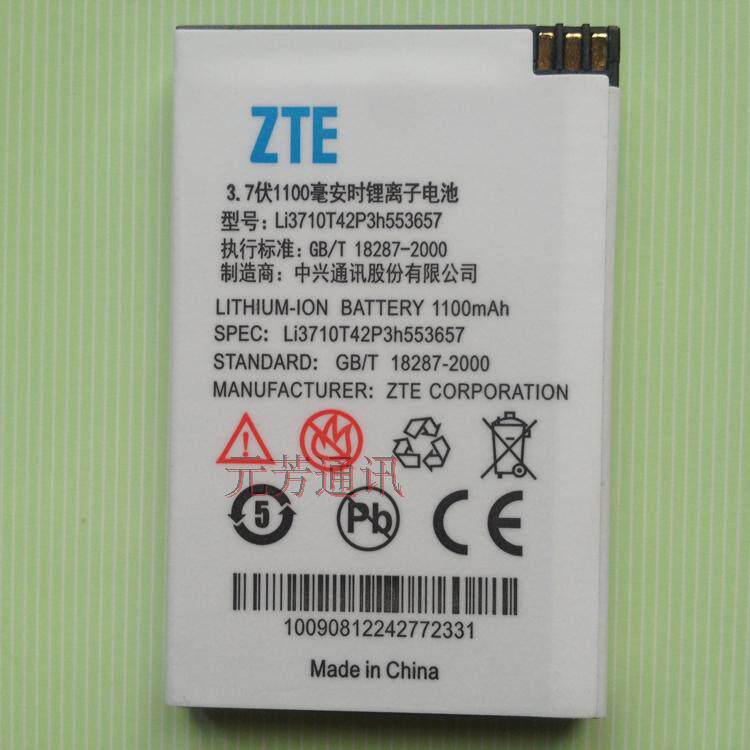 ZTE
3.7伏1100毫安时锂离子电池
型号: Li3710T42P3h553657
执行标准: GB/T 18287-2000
制造商: 中兴通讯股份有限公司
LITHIUM-ION BATTERY 1100mAh
SPEC: Li3710T42P3h553657
STANDARD: GB/T 18287-2000
MANUFACTURER: ZTE CORPORATION
元芳通讯
5 Pb CE
10090812242772331
Made in China